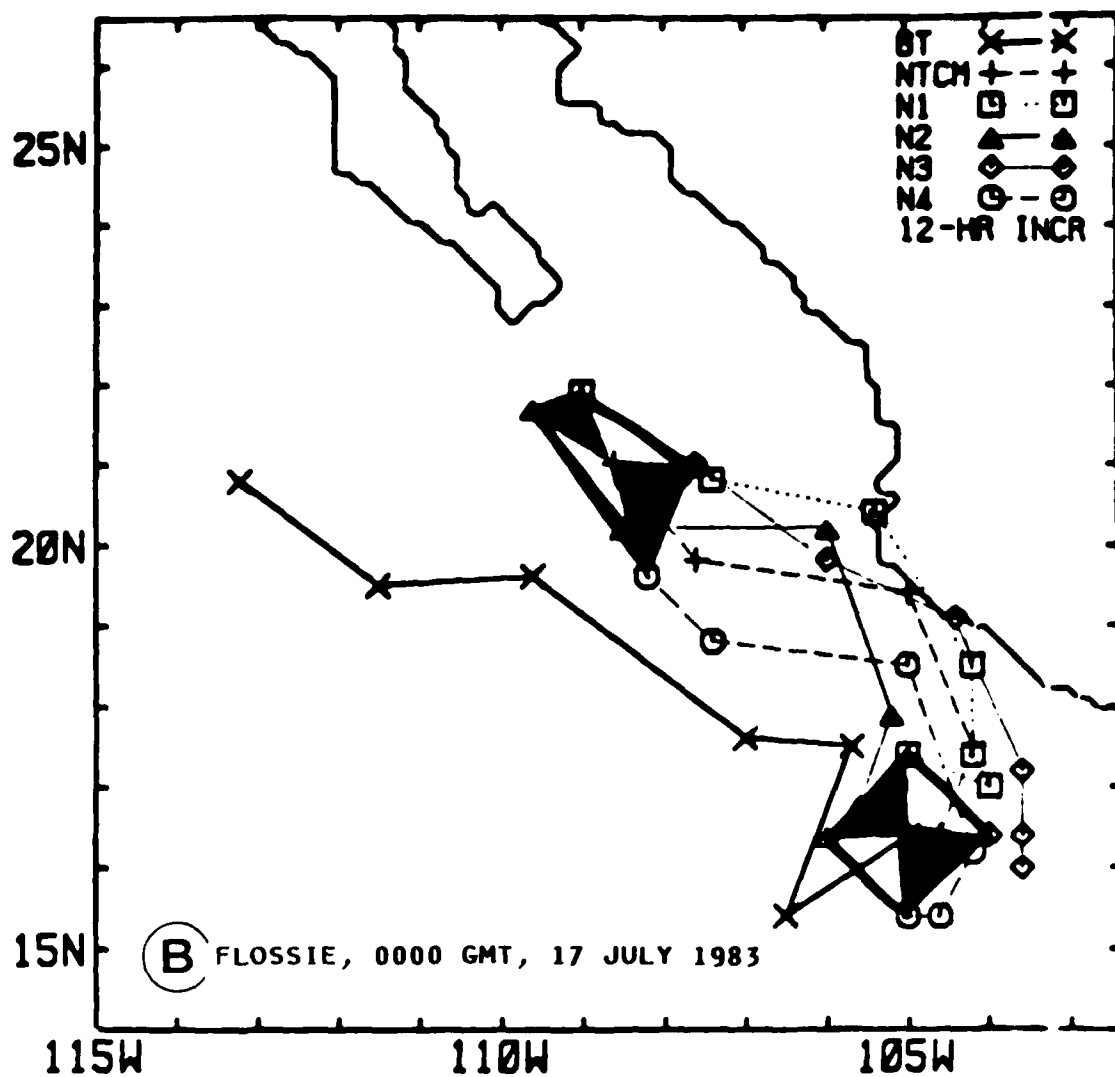 BT
NTCM
N1
N2
N3
N4
12-HR INCR
25N
20N
15N
B FLOSSIE, 0000 GMT, 17 JULY 1983
115W 110W 105W